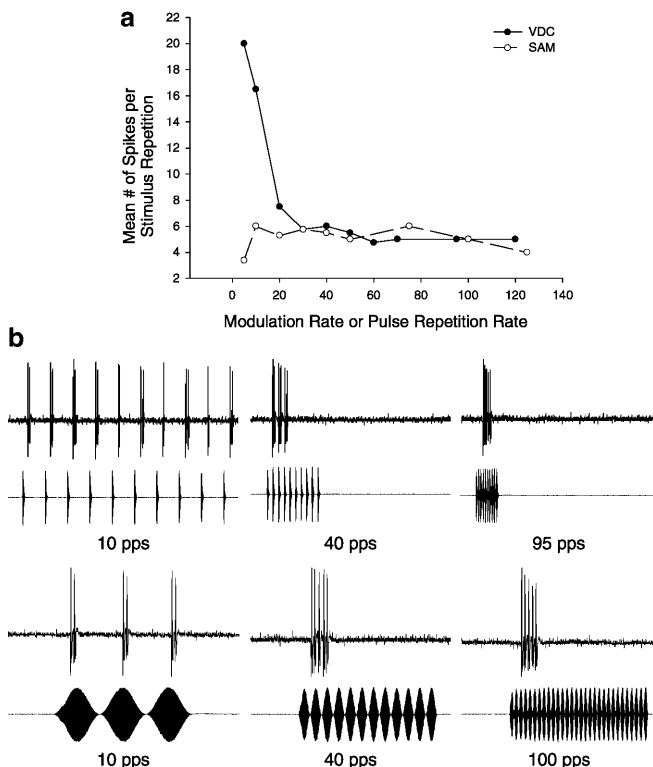 a
22
20
18
16
14
12
10
8
6
4
2
Mean # of Spikes per
Stimulus Repetition
VDC
SAM
0 20 40 60 80 100 120 140
Modulation Rate or Pulse Repetition Rate
b
10 pps 40 pps 95 pps
10 pps 40 pps 100 pps